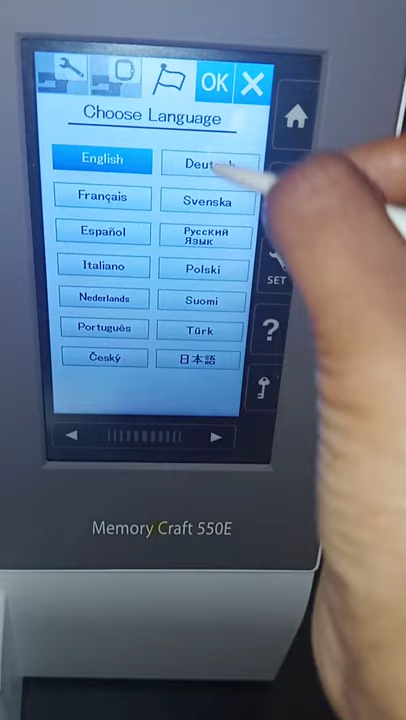 OK
Choose Language
English
Deutsch
Français
Svenska
Español
Русский Язык
Italiano
Polski
Nederlands
Suomi
Português
Türk
Český
日本語
SET
?
Memory Craft 550E